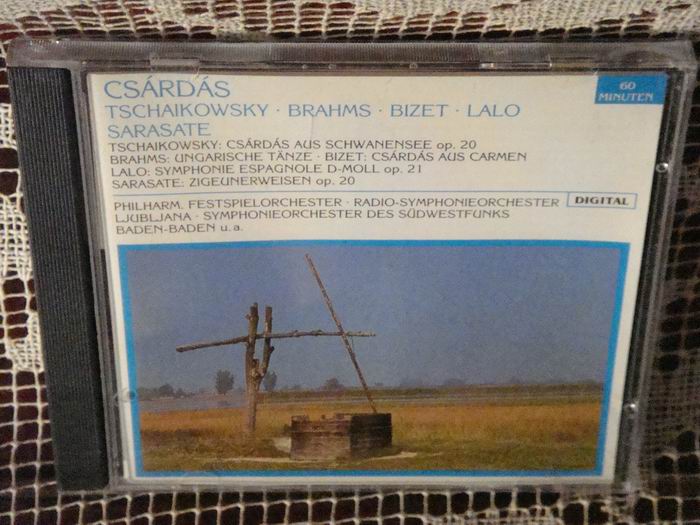 CSÁRDÁS
60
MINUTEN
TSCHAIKOWSKY · BRAHMS · BIZET · LALO
SARASATE
TSCHAIKOWSKY: CSÁRDÁS AUS SCHWANENSEE op. 20
BRAHMS: UNGARISCHE TÄNZE · BIZET: CSÁRDÁS AUS CARMEN
LALO: SYMPHONIE ESPAGNOLE D-MOLL op. 21
SARASATE: ZIGEUNERWEISEN op. 20
PHILHARM. FESTSPIELORCHESTER · RADIO-SYMPHONIEORCHESTER
DIGITAL
LJUBLJANA · SYMPHONIEORCHESTER DES SÜDWESTFUNKS
BADEN-BADEN u. a.